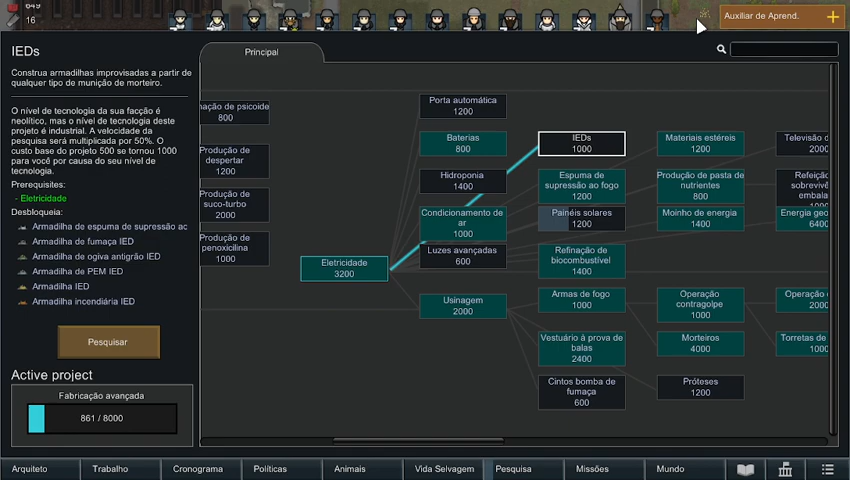 649
16
Auxiliar de Aprend.
IEDs
Construa armadilhas improvisadas a partir de
qualquer tipo de munição de morteiro.
O nível de tecnologia da sua facção é
neolítico, mas o nível de tecnologia deste
projeto é industrial. A velocidade da
pesquisa será multiplicada por 50%. O
custo base do projeto 500 se tornou 1000
para você por causa do seu nível de
tecnologia.
Prerequisites:
- Eletricidade
Desbloqueia:
Armadilha de espuma de supressão ac
Armadilha de fumaça IED
Armadilha de ogiva antigrão IED
Armadilha de PEM IED
Armadilha IED
Armadilha incendiária IED
Pesquisar
Active project
Fabricação avançada
861 / 8000
Principal
nação de psicoide
800
Produção de
despertar
1200
Produção de
suco-turbo
2000
Produção de
penoxicilina
1000
Eletricidade
3200
Porta automática
1200
Baterias
800
Hidroponia
1400
Condicionamento de
ar
1000
Luzes avançadas
600
Usinagem
2000
IEDs
1000
Espuma de
supressão ao fogo
1200
Painéis solares
1200
Refinação de
biocombustível
1400
Armas de fogo
1000
Vestuário à prova de
balas
2400
Cintos bomba de
fumaça
600
Materiais estéreis
1200
Produção de pasta de
nutrientes
800
Moinho de energia
1400
Operação
contragolpe
1000
Morteiros
4000
Próteses
1200
Televisão d
2000
Refeição
sobrevivê
embala
1000
Energia geo
6400
Operação
2000
Torretas de
1000
Arquiteto
Trabalho
Cronograma
Políticas
Animais
Vida Selvagem
Pesquisa
Missões
Mundo